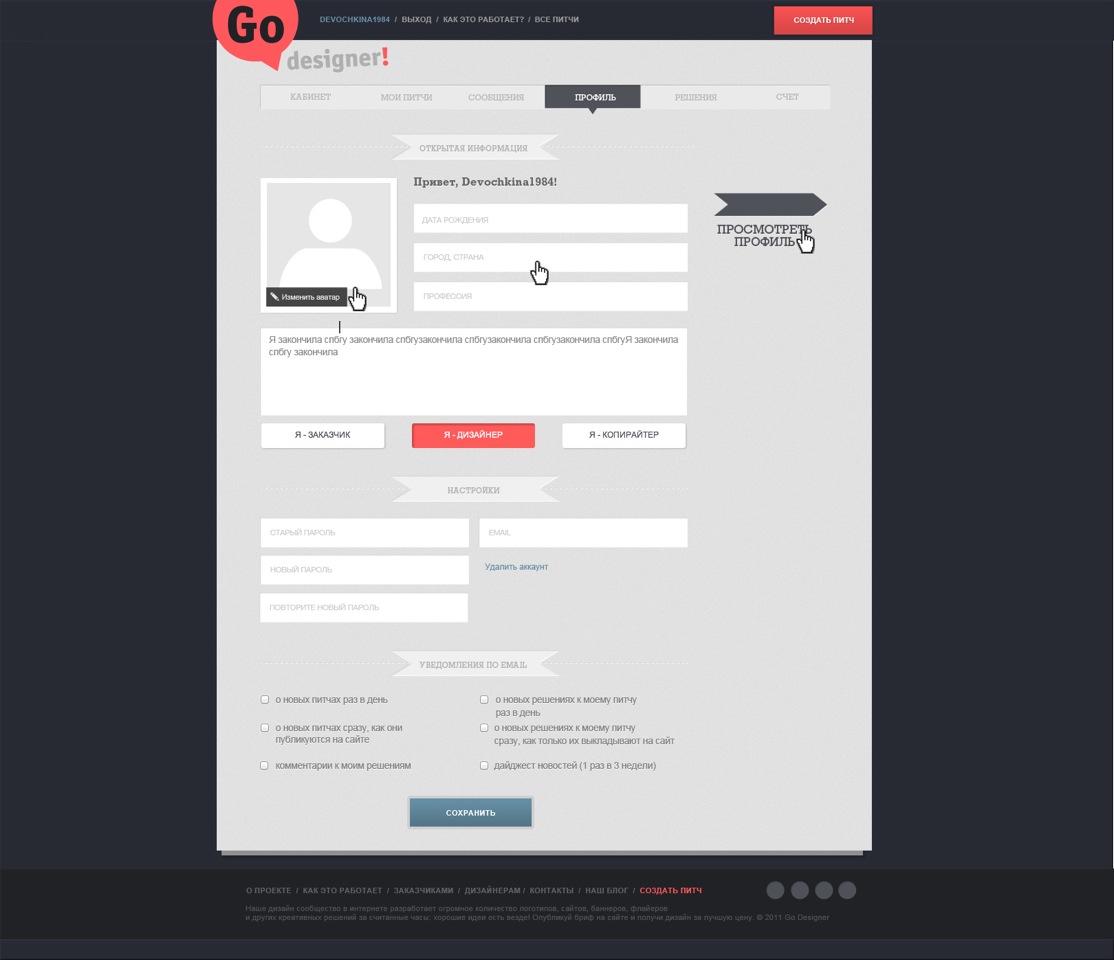 Go
designer!
DEVOCHKINA1984 / ВЫХОД / КАК ЭТО РАБОТАЕТ? / ВСЕ ПИТЧИ
СОЗДАТЬ ПИТЧ
КАБИНЕТ МОИ ПИТЧИ СООБЩЕНИЯ ПРОФИЛЬ РЕШЕНИЯ СЧЕТ
ОТКРЫТАЯ ИНФОРМАЦИЯ
Привет, Devochkina1984!
ДАТА РОЖДЕНИЯ
ГОРОД, СТРАНА
ПРОФЕССИЯ
Изменить аватар
ПРОСМОТРЕТЬ
ПРОФИЛЬ
Я закончила спбгу закончила спбгузакончила спбгузакончила спбгузакончила спбгуЯ закончила
спбгу закончила
Я - ЗАКАЗЧИК Я - ДИЗАЙНЕР Я - КОПИРАЙТЕР
НАСТРОЙКИ
СТАРЫЙ ПАРОЛЬ EMAIL
НОВЫЙ ПАРОЛЬ Удалить аккаунт
ПОВТОРИТЕ НОВЫЙ ПАРОЛЬ
УВЕДОМЛЕНИЯ ПО EMAIL
о новых питчах раз в день
о новых решениях к моему питчу
раз в день
о новых питчах сразу, как они
публикуются на сайте
о новых решениях к моему питчу
сразу, как только их выкладывают на сайт
комментарии к моим решениям
дайджест новостей (1 раз в 3 недели)
СОХРАНИТЬ
О ПРОЕКТЕ / КАК ЭТО РАБОТАЕТ / ЗАКАЗЧИКАМИ / ДИЗАЙНЕРАМ / КОНТАКТЫ / НАШ БЛОГ / СОЗДАТЬ ПИТЧ
Наше дизайн сообщество в интернете разработает огромное количество логотипов, сайтов, баннеров, флайеров
и других креативных решений за считанные часы: хорошие идеи есть везде! Опубликуй бриф на сайте и получи дизайн за лучшую цену. © 2011 Go Designer